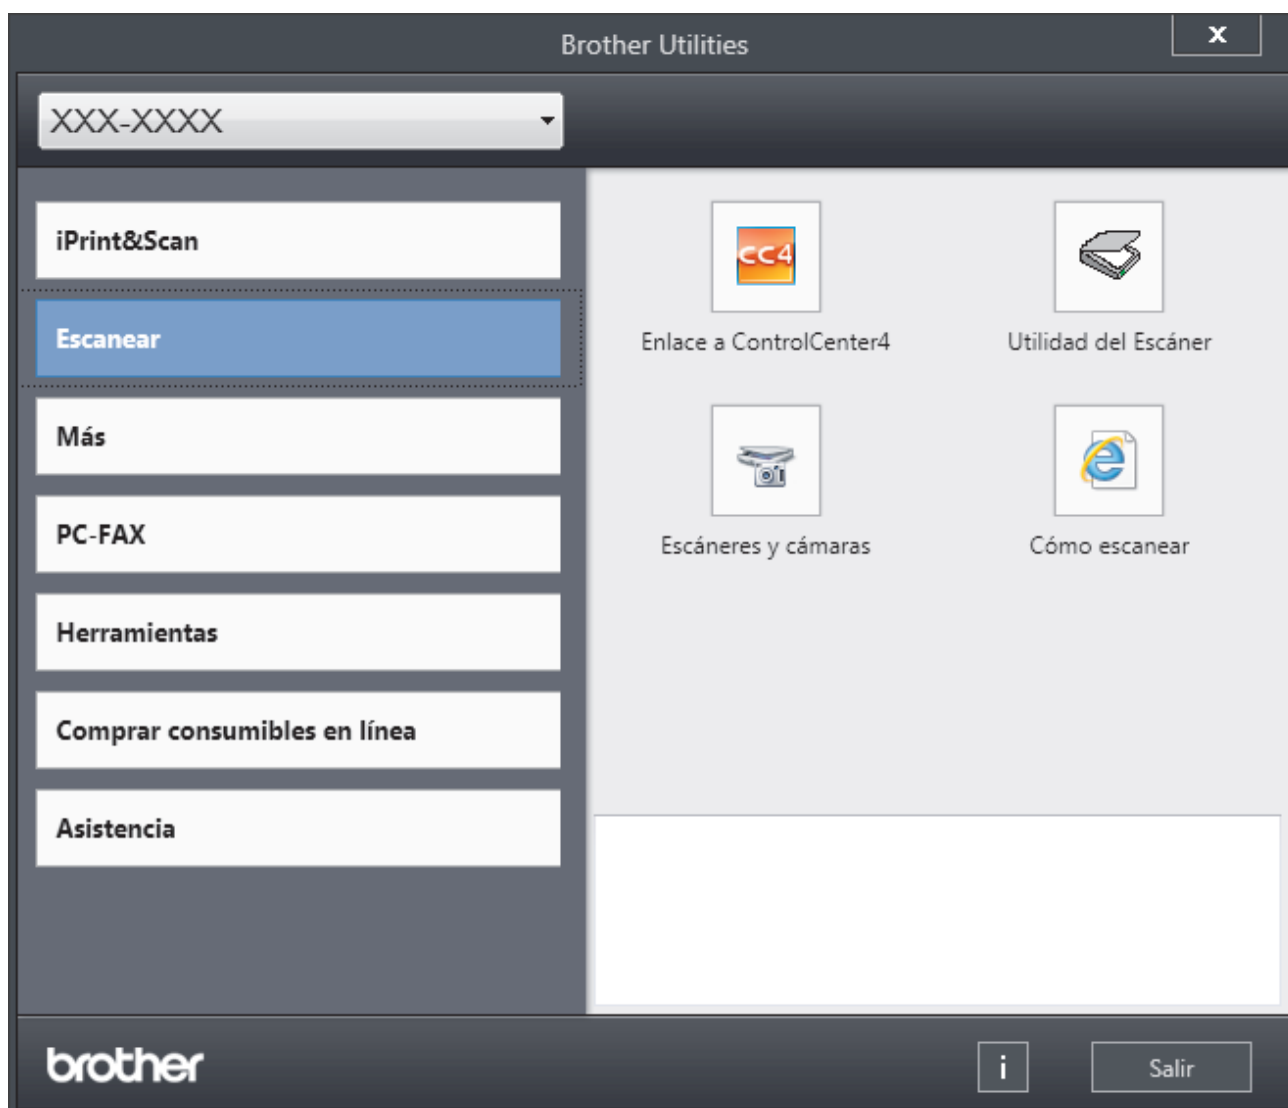 Brother Utilities
x
XXX-XXXX
iPrint&Scan
Escanear
Más
PC-FAX
Herramientas
Comprar consumibles en línea
Asistencia
CC4
Enlace a ControlCenter4
Utilidad del Escáner
Escáneres y cámaras
Cómo escanear
brother
i
Salir